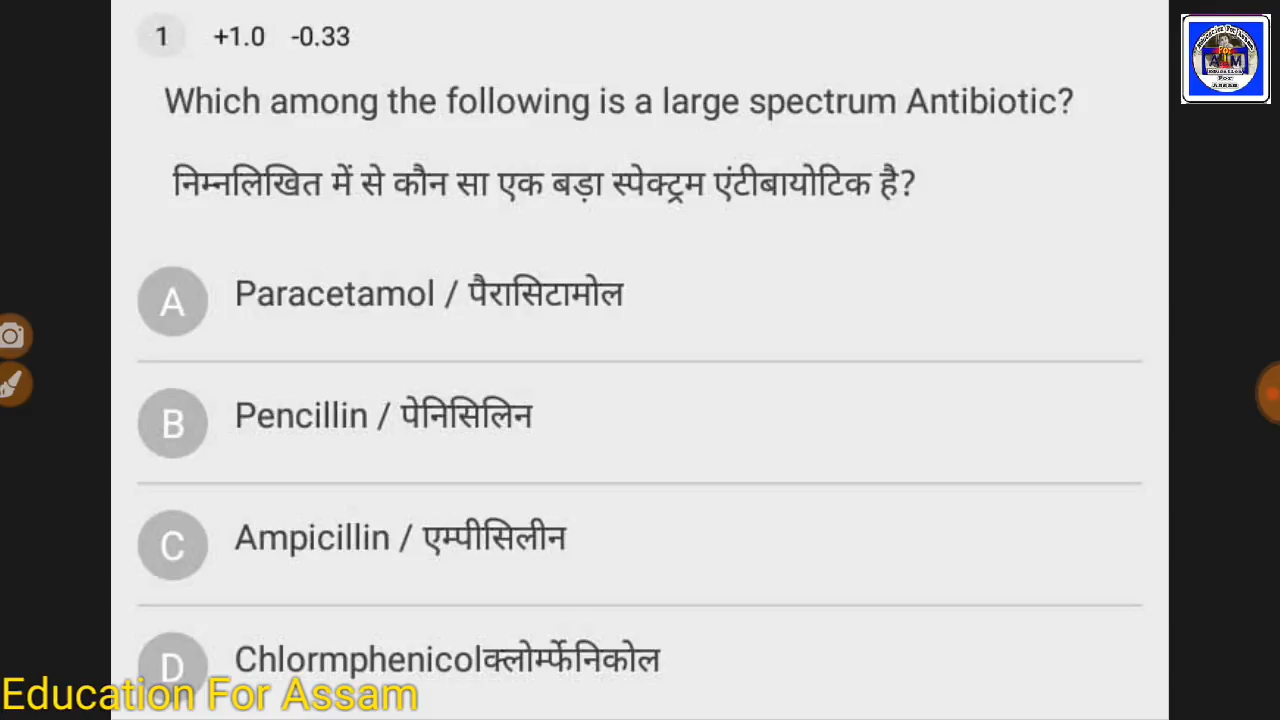 1 +1.0 -0.33
Which among the following is a large spectrum Antibiotic?
निम्नलिखित में से कौन सा एक बड़ा स्पेक्ट्रम एंटीबायोटिक है?
A Paracetamol / पैरासिटामोल
B Pencillin / पेनिसिलिन
C Ampicillin / एम्पीसिलीन
D Chlormphenicolक्लोर्म्फेनिकोल
Education For Assam